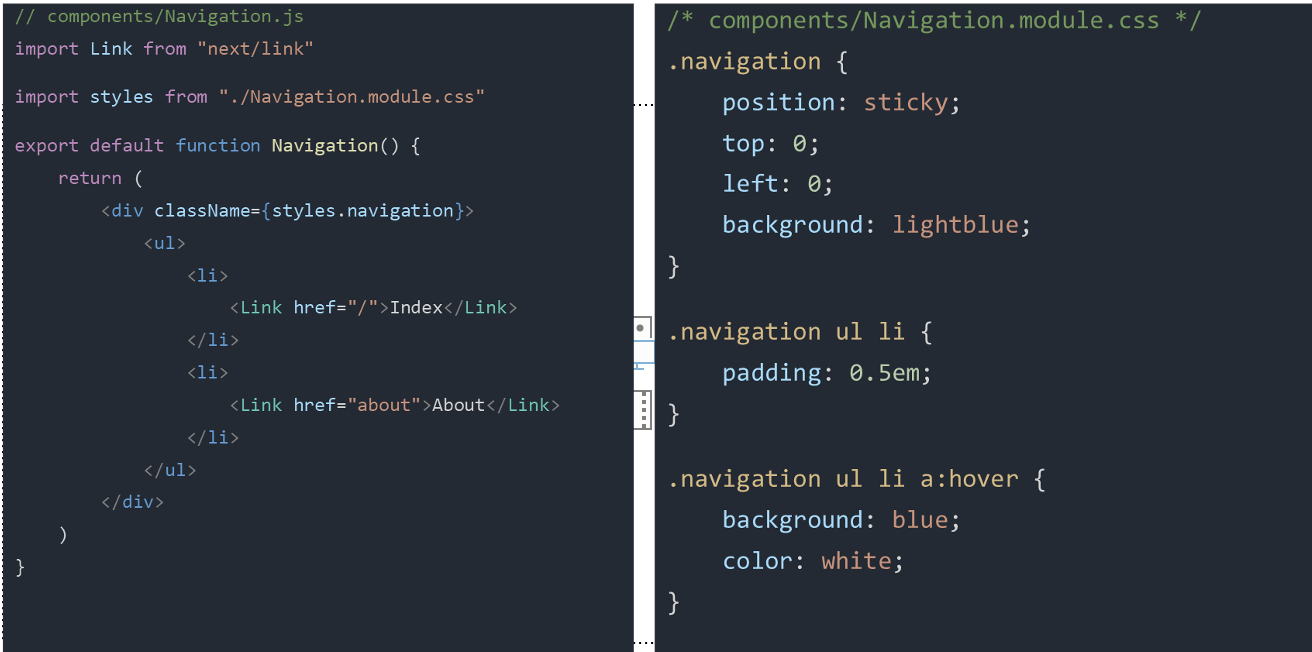 // components/Navigation.js
import Link from "next/link"
import styles from "./Navigation.module.css"
export default function Navigation() {
    return (
        <div className={styles.navigation}>
            <ul>
                <li>
                    <Link href="/">Index</Link>
                </li>
                <li>
                    <Link href="about">About</Link>
                </li>
            </ul>
        </div>
    )
}
/* components/Navigation.module.css */
.navigation {
    position: sticky;
    top: 0;
    left: 0;
    background: lightblue;
}
.navigation ul li {
    padding: 0.5em;
}
.navigation ul li a:hover {
    background: blue;
    color: white;
}